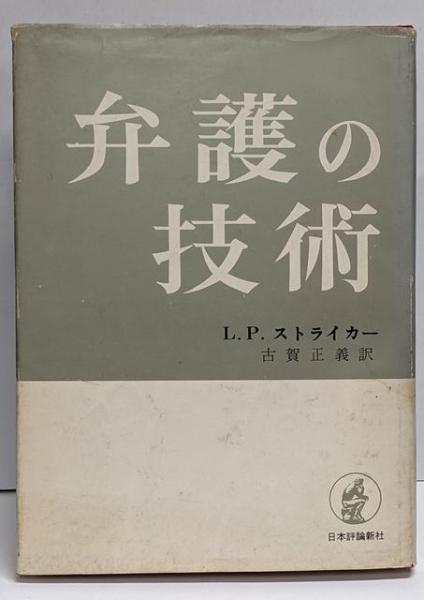 弁護の
技術
L.P. ストライカー
古賀正義訳
日本評論新社